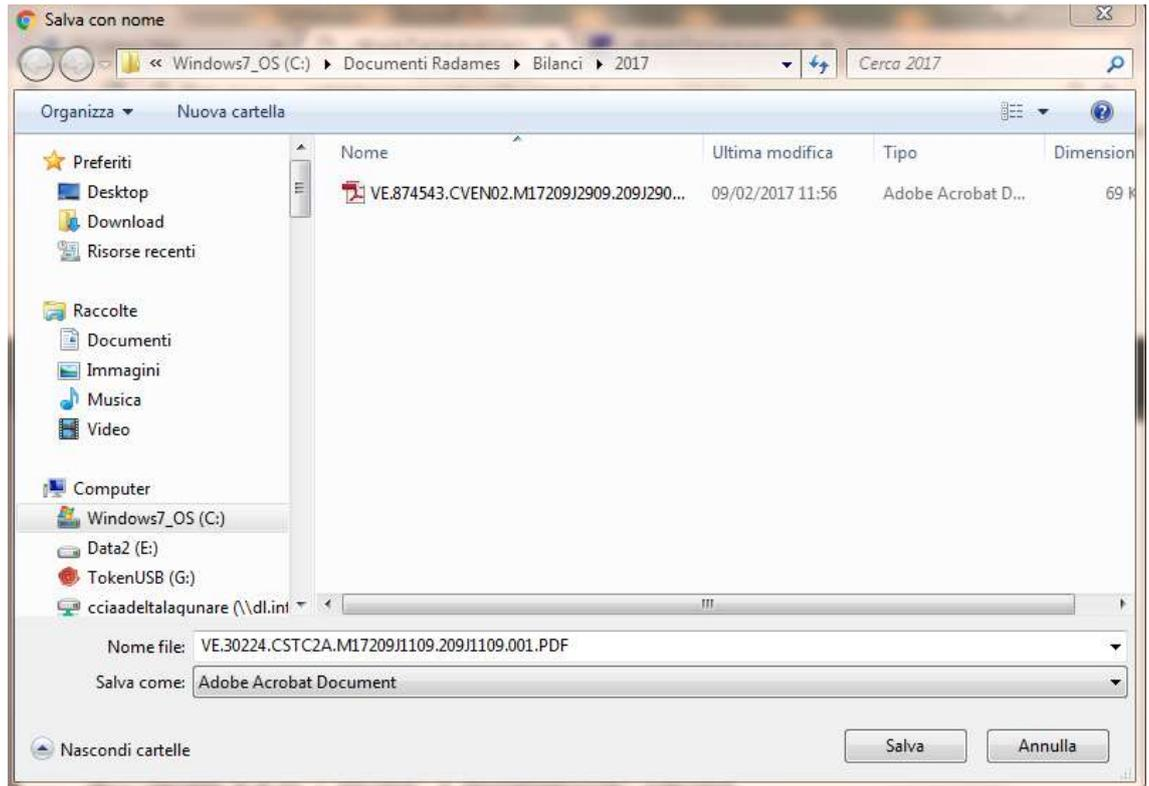 Salva con nome
« Windows7_OS (C:) ▸ Documenti Radames ▸ Bilanci ▸ 2017 Cerca 2017
Organizza Nuova cartella
Nome Ultima modifica Tipo Dimension
VE.874543.CVEN02.M17209J2909.209J290... 09/02/2017 11:56 Adobe Acrobat D... 69 K
Preferiti
Desktop
Download
Risorse recenti
Raccolte
Documenti
Immagini
Musica
Video
Computer
Windows7_OS (C:)
Data2 (E:)
TokenUSB (G:)
cciaadeltalagunare (\\dl.inf
Nome file: VE.30224.CSTC2A.M17209J1109.209J1109.001.PDF
Salva come: Adobe Acrobat Document
Nascondi cartelle Salva Annulla